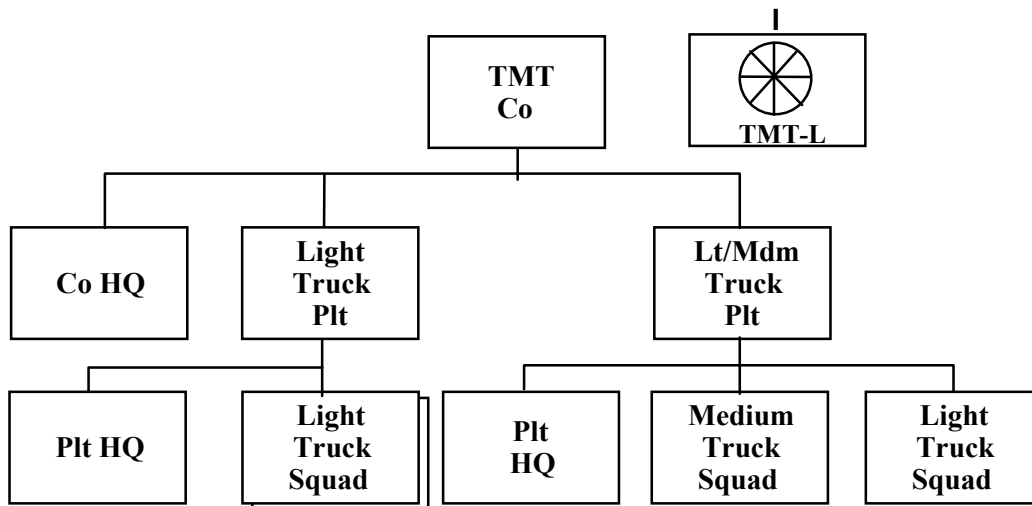 TMT
Co
TMT-L
Co HQ
Light
Truck
Plt
Lt/Mdm
Truck
Plt
Plt HQ
Light
Truck
Squad
Plt
HQ
Medium
Truck
Squad
Light
Truck
Squad